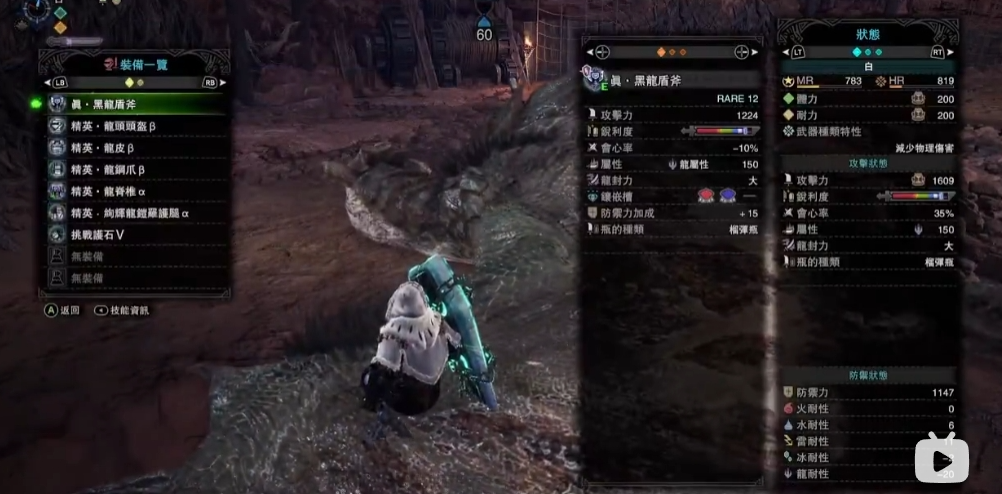 60
裝備一覽
LB
RB
眞・黑龍盾斧
精英・龍頭頭盔β
精英・龍皮β
精英・龍鋼爪β
精英・龍脊椎α
精英・絢輝龍鎧羅護腿α
挑戰護石Ⅴ
無裝備
無裝備
A 返回
技能資訊
眞・黑龍盾斧
E
RARE 12
攻擊力 1224
銳利度
會心率 -10%
屬性 龍屬性 150
龍封力 大
鑲嵌槽
防禦力加成 +15
瓶的種類 榴彈瓶
狀態
LT
RT
白
MR 783 HR 819
體力 200
耐力 200
武器種類特性
減少物理傷害
攻擊狀態
攻擊力 1609
銳利度
會心率 35%
屬性 150
龍封力 大
瓶的種類 榴彈瓶
防禦狀態
防禦力 1147
火耐性 0
水耐性 6
雷耐性
冰耐性
龍耐性 -20